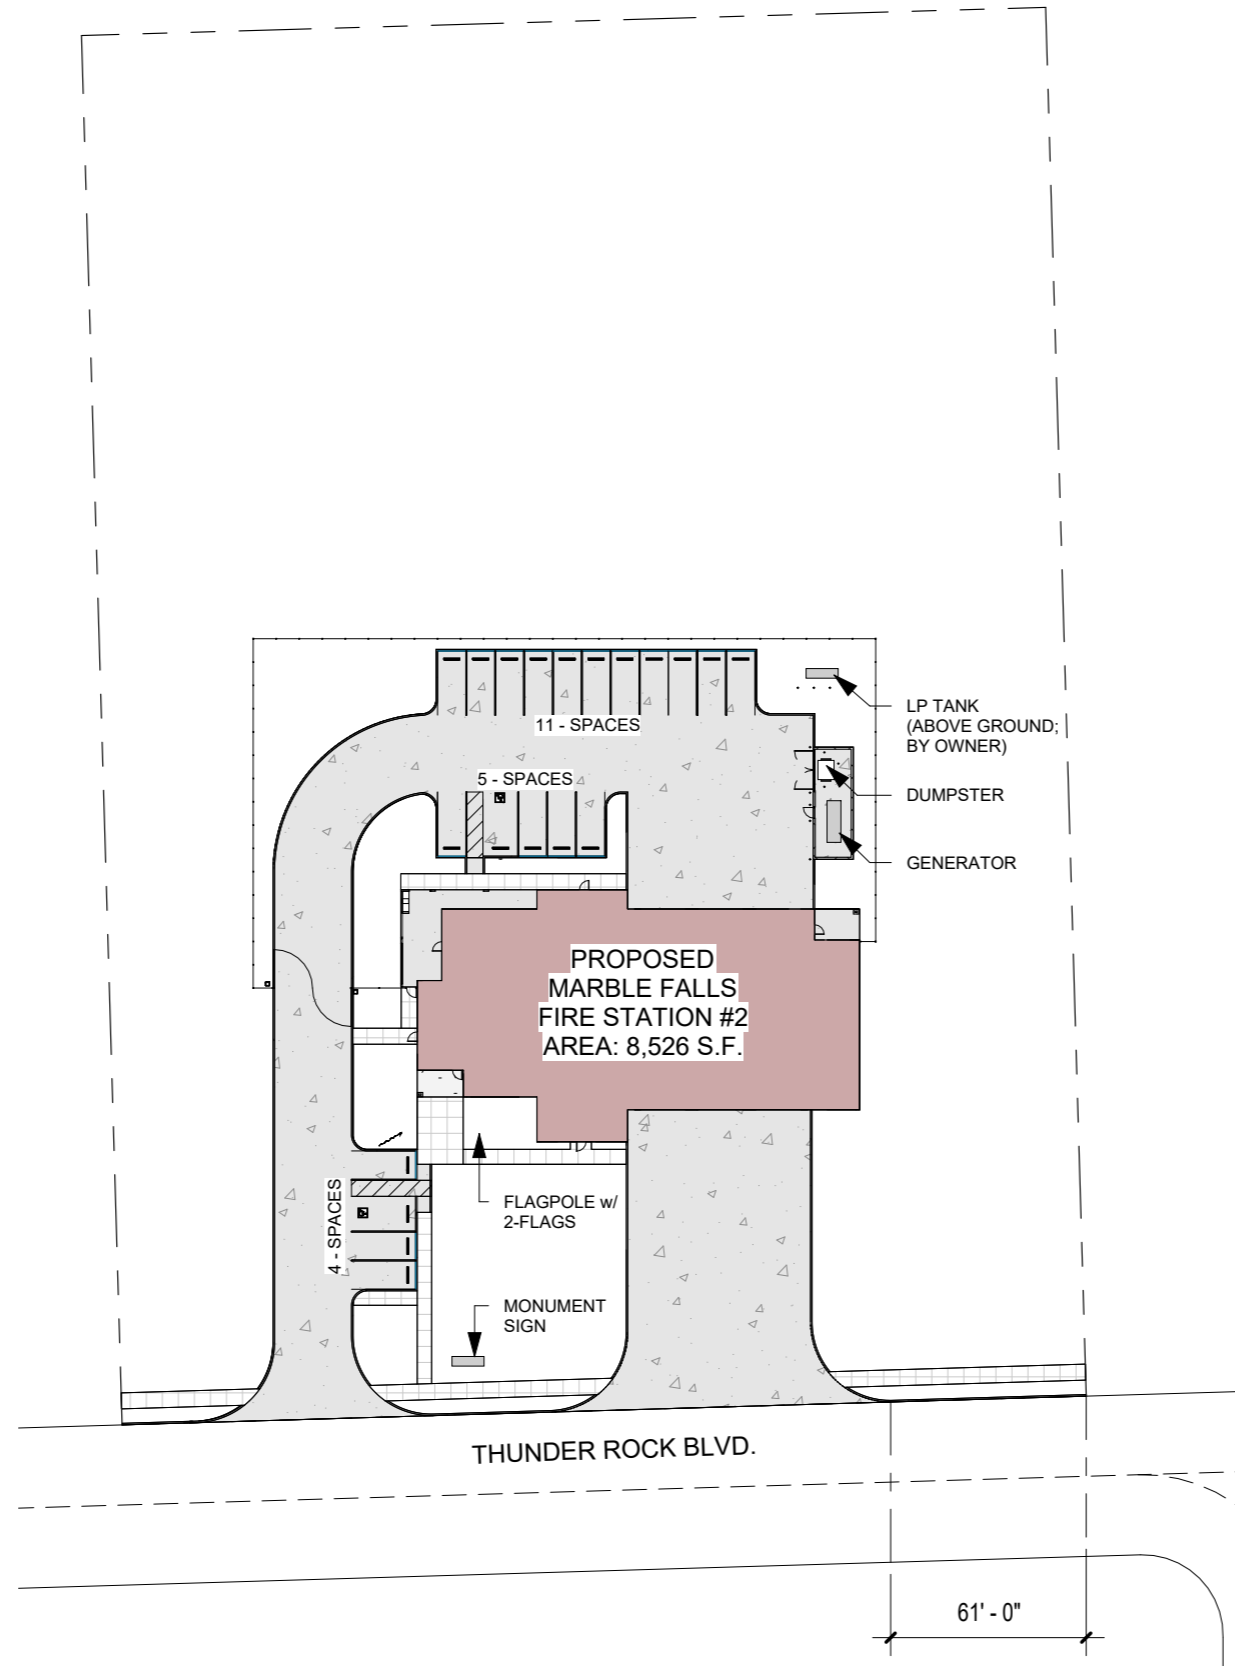 11 - SPACES
LP TANK
(ABOVE GROUND;
BY OWNER)
5 - SPACES
DUMPSTER
GENERATOR
PROPOSED
MARBLE FALLS
FIRE STATION #2
AREA: 8,526 S.F.
4 - SPACES
FLAGPOLE w/
2-FLAGS
MONUMENT
SIGN
THUNDER ROCK BLVD.
61' - 0"